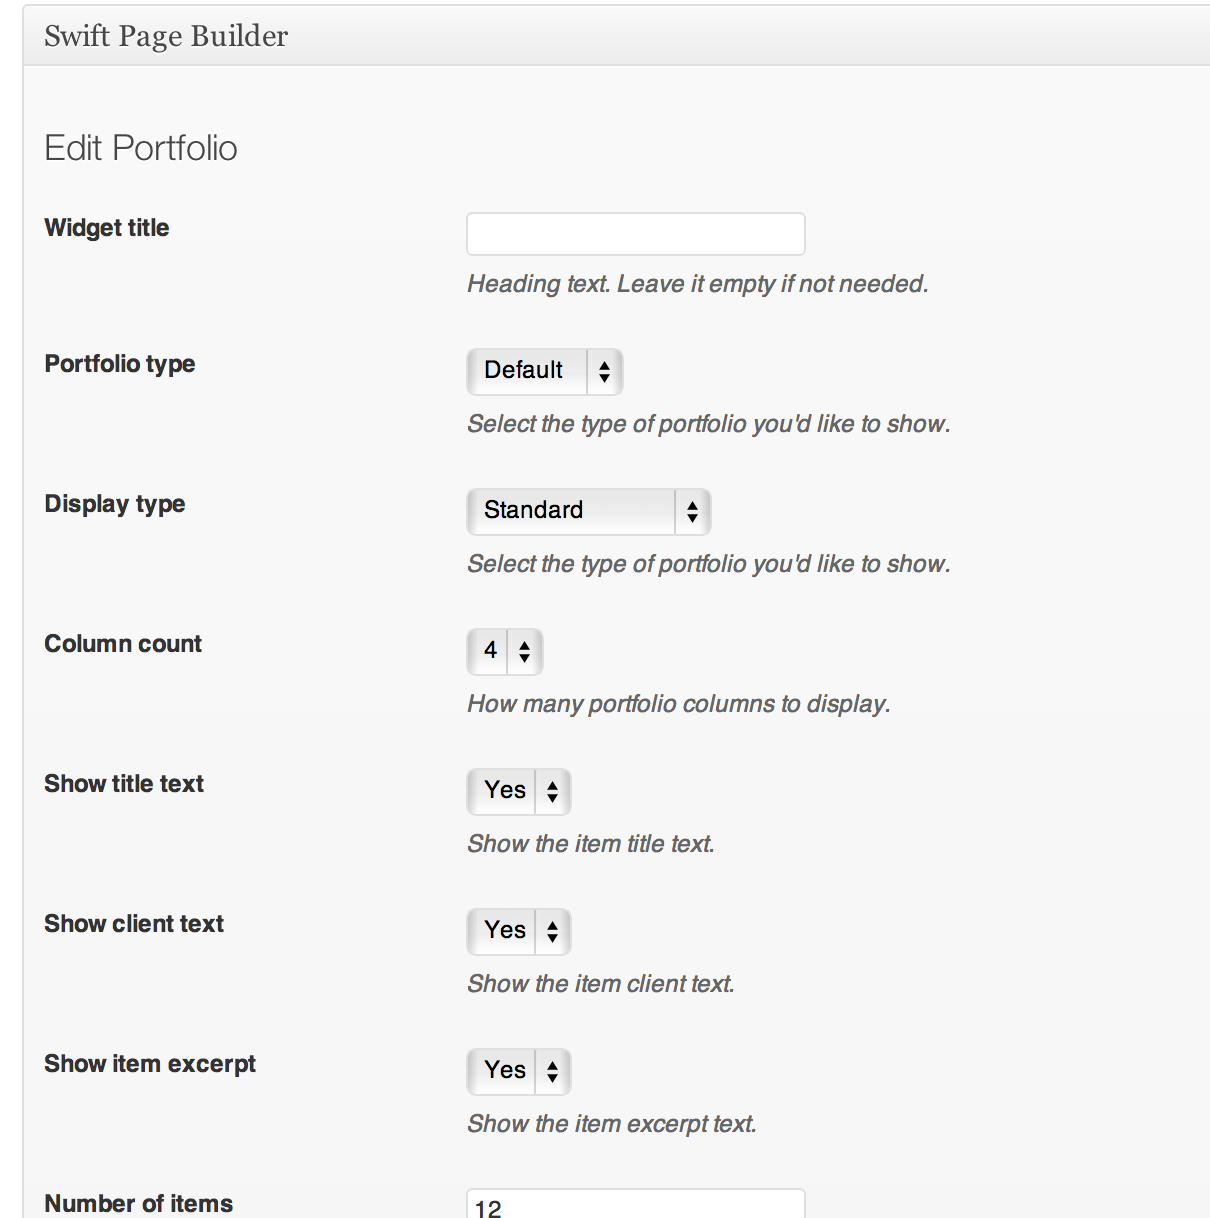 Swift Page Builder
Edit Portfolio
Widget title
Heading text. Leave it empty if not needed.
Portfolio type
Default
Select the type of portfolio you'd like to show.
Display type
Standard
Select the type of portfolio you'd like to show.
Column count
4
How many portfolio columns to display.
Show title text
Yes
Show the item title text.
Show client text
Yes
Show the item client text.
Show item excerpt
Yes
Show the item excerpt text.
Number of items
12